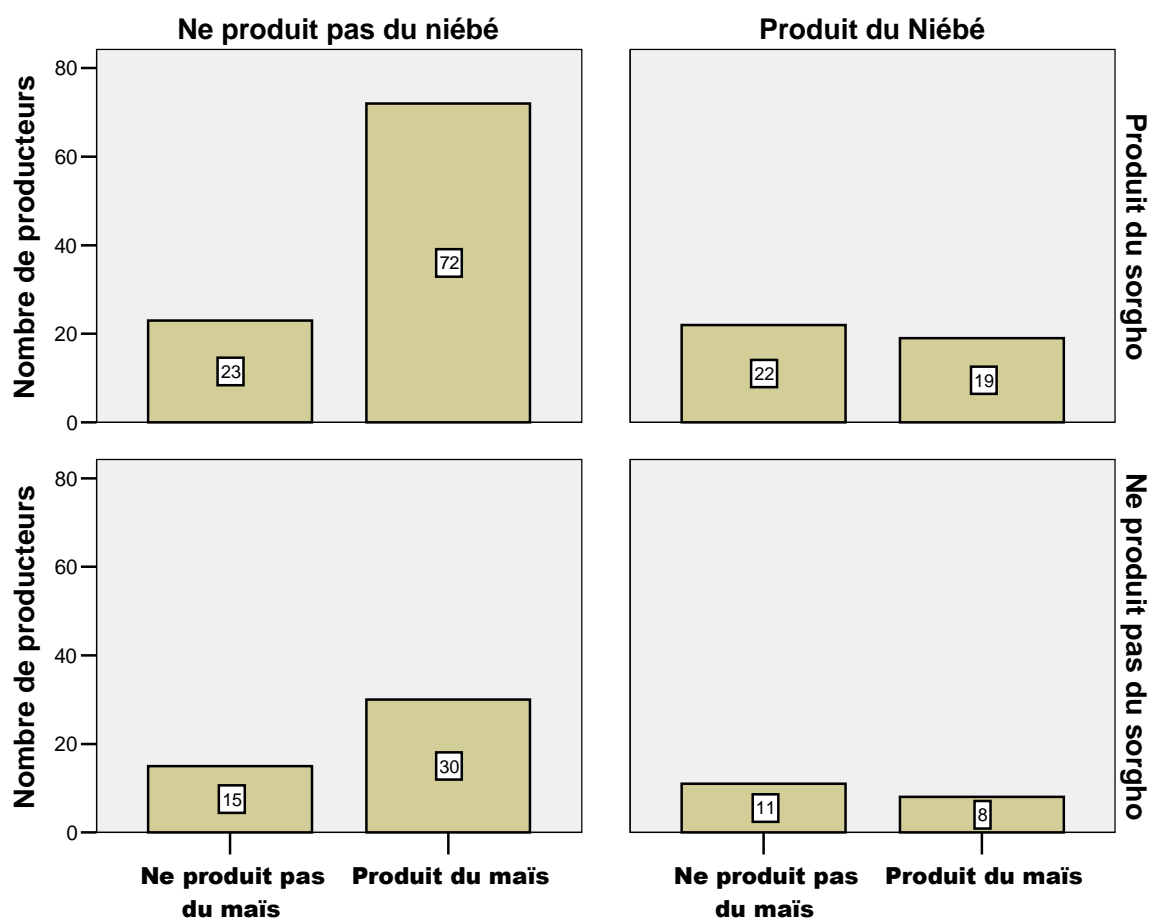 Ne produit pas du niébé
Produit du Niébé
Nombre de producteurs
80
60
40
20
0
23
72
22
19
Produit du sorgho
Nombre de producteurs
80
60
40
20
0
15
30
11
8
Ne produit pas du sorgho
Ne produit pas
du maïs
Produit du maïs
Ne produit pas
du maïs
Produit du maïs